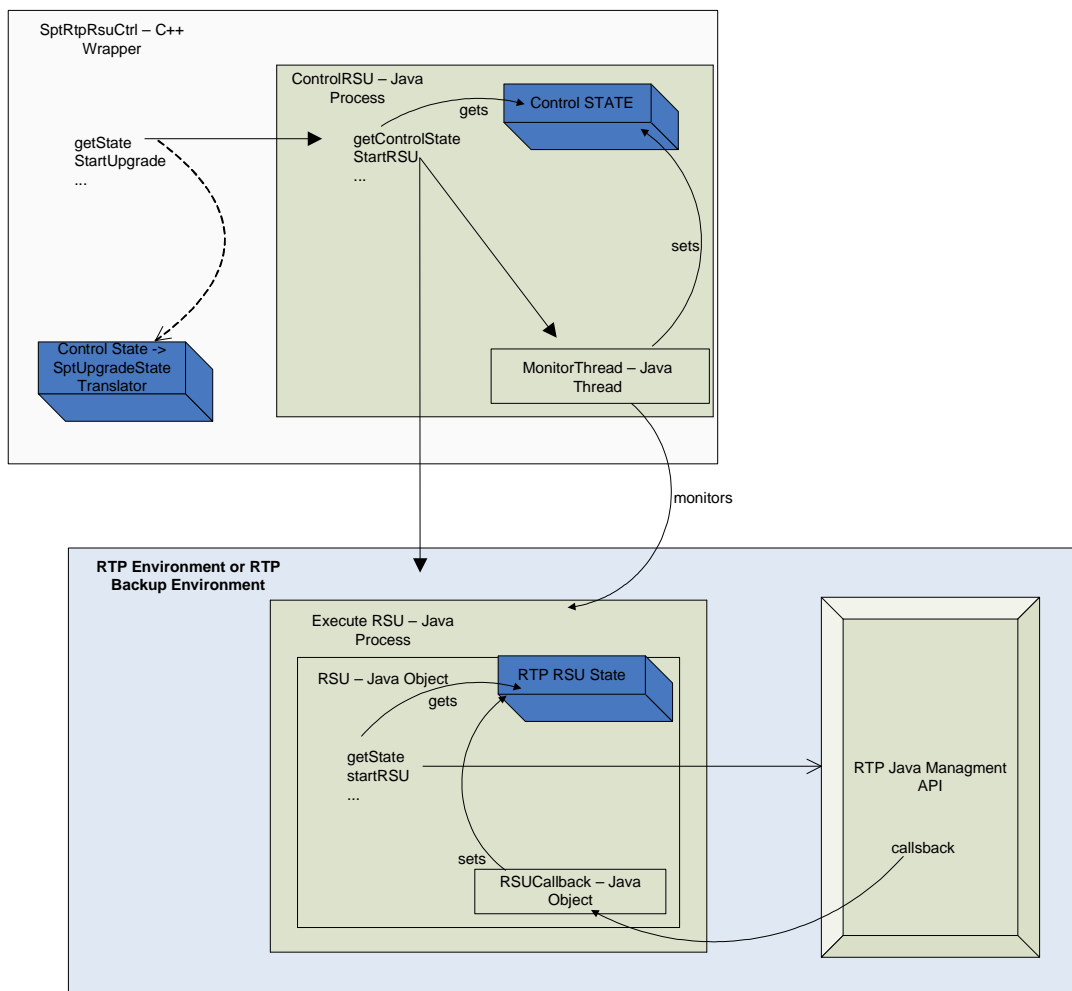 SptRtpRsuCtrl – C++
Wrapper
ControlRSU – Java
Process
Control STATE
gets
getState
StartUpgrade
...
getControlState
StartRSU
...
sets
Control State ->
SptUpgradeState
Translator
MonitorThread – Java
Thread
monitors
RTP Environment or RTP
Backup Environment
Execute RSU – Java
Process
RSU – Java Object
RTP RSU State
gets
getState
startRSU
...
RTP Java Managment
API
sets
callsback
RSUCallback – Java
Object